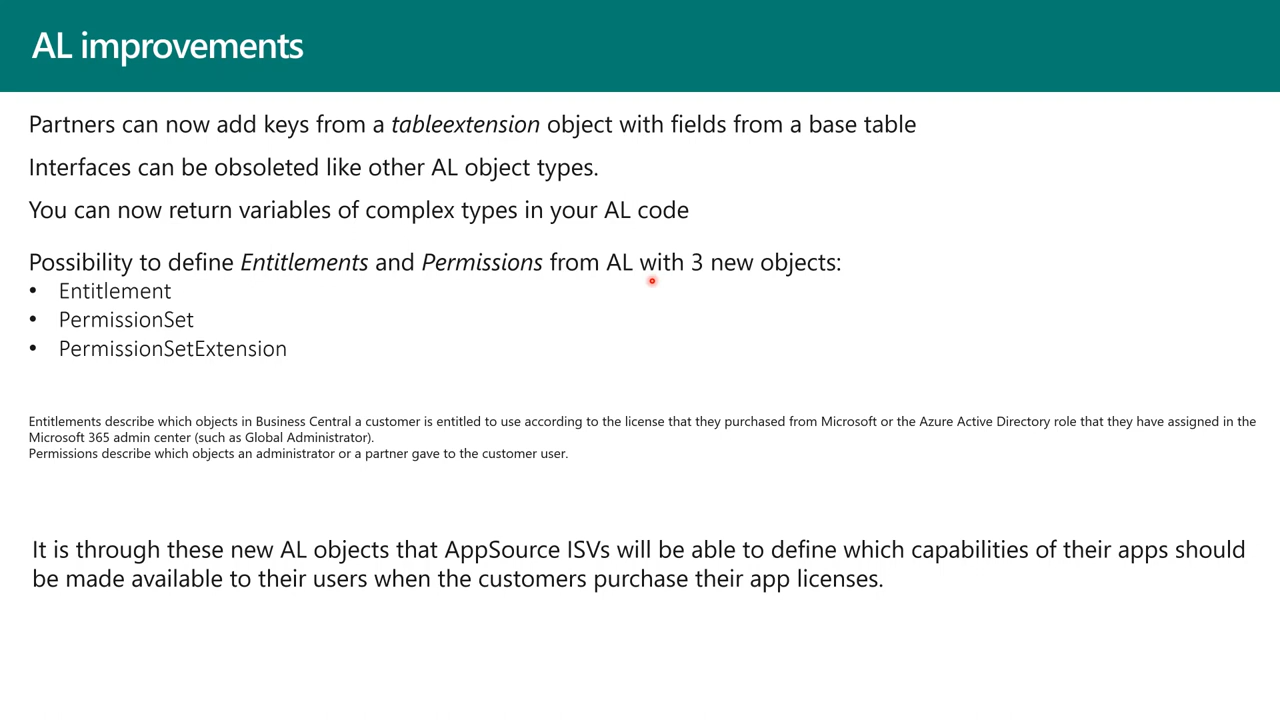 AL improvements
Partners can now add keys from a tableextension object with fields from a base table
Interfaces can be obsoleted like other AL object types.
You can now return variables of complex types in your AL code
Possibility to define Entitlements and Permissions from AL with 3 new objects:
• Entitlement
• PermissionSet
• PermissionSetExtension
Entitlements describe which objects in Business Central a customer is entitled to use according to the license that they purchased from Microsoft or the Azure Active Directory role that they have assigned in the
Microsoft 365 admin center (such as Global Administrator).
Permissions describe which objects an administrator or a partner gave to the customer user.
It is through these new AL objects that AppSource ISVs will be able to define which capabilities of their apps should
be made available to their users when the customers purchase their app licenses.